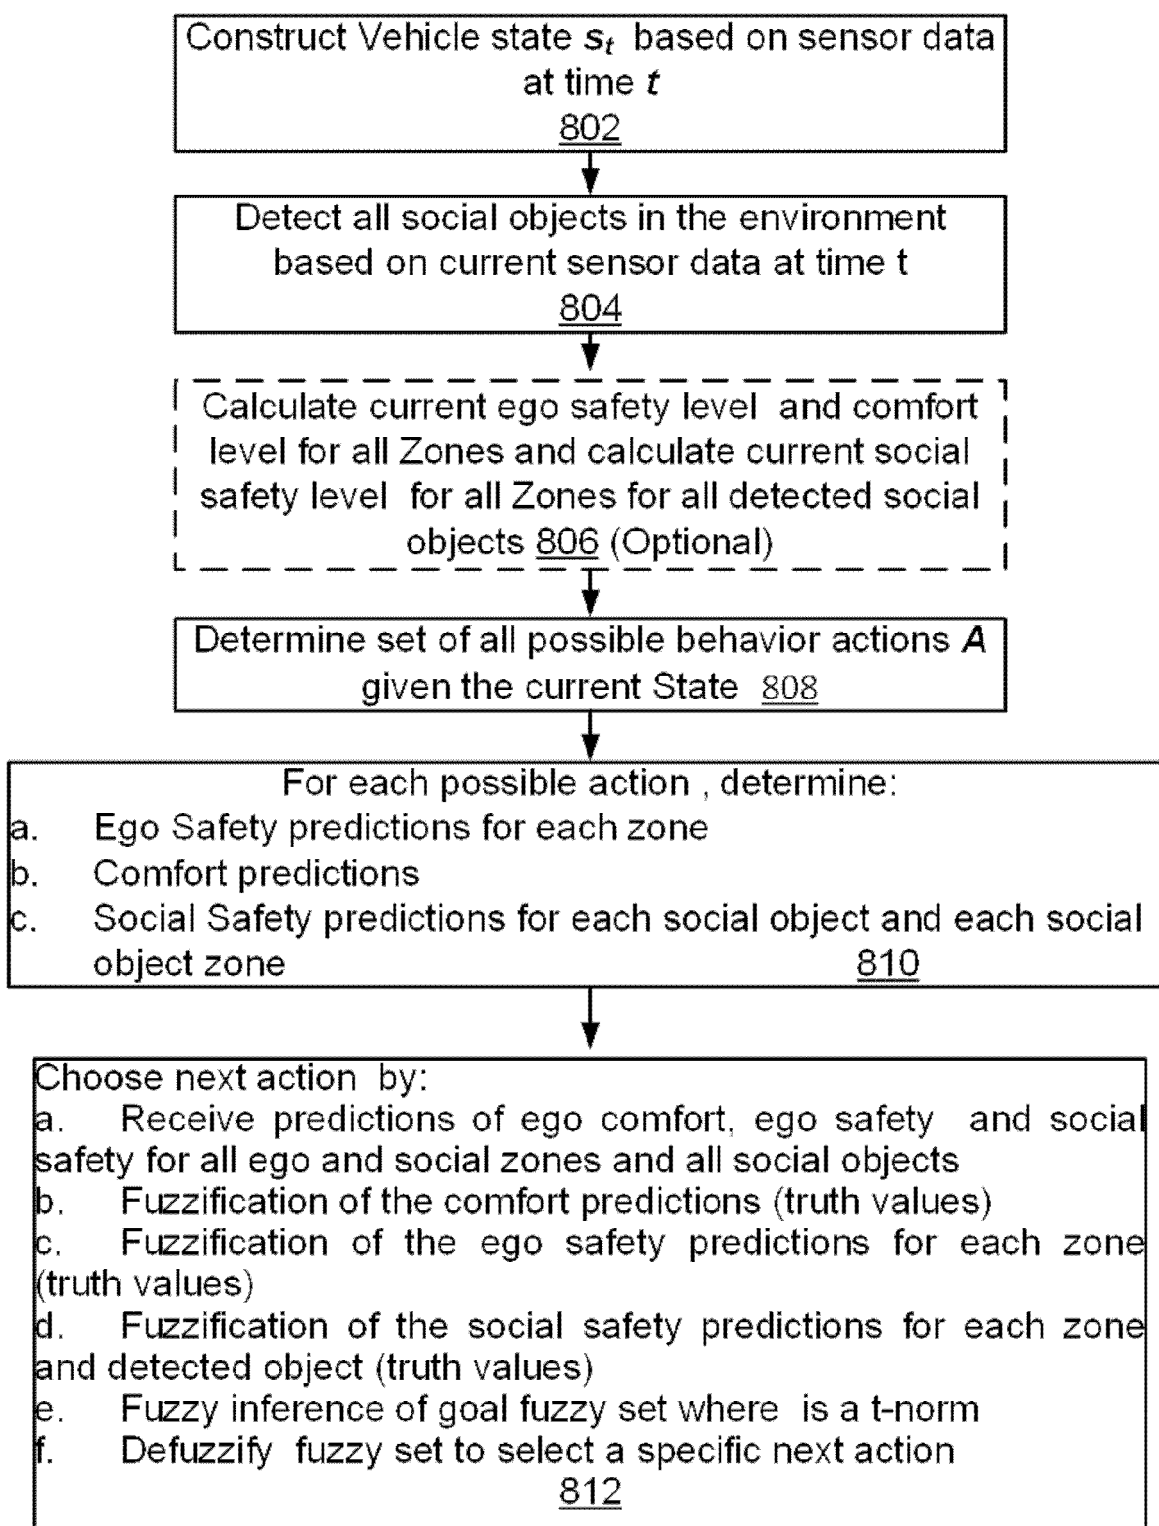 Construct Vehicle state s_t based on sensor data
at time t
802
Detect all social objects in the environment
based on current sensor data at time t
804
Calculate current ego safety level and comfort
level for all Zones and calculate current social
safety level for all Zones for all detected social
objects 806 (Optional)
Determine set of all possible behavior actions A
given the current State 808
For each possible action , determine:
a. Ego Safety predictions for each zone
b. Comfort predictions
c. Social Safety predictions for each social object and each social
object zone 810
Choose next action by:
a. Receive predictions of ego comfort, ego safety and social
safety for all ego and social zones and all social objects
b. Fuzzification of the comfort predictions (truth values)
c. Fuzzification of the ego safety predictions for each zone
(truth values)
d. Fuzzification of the social safety predictions for each zone
and detected object (truth values)
e. Fuzzy inference of goal fuzzy set where is a t-norm
f. Defuzzify fuzzy set to select a specific next action
812